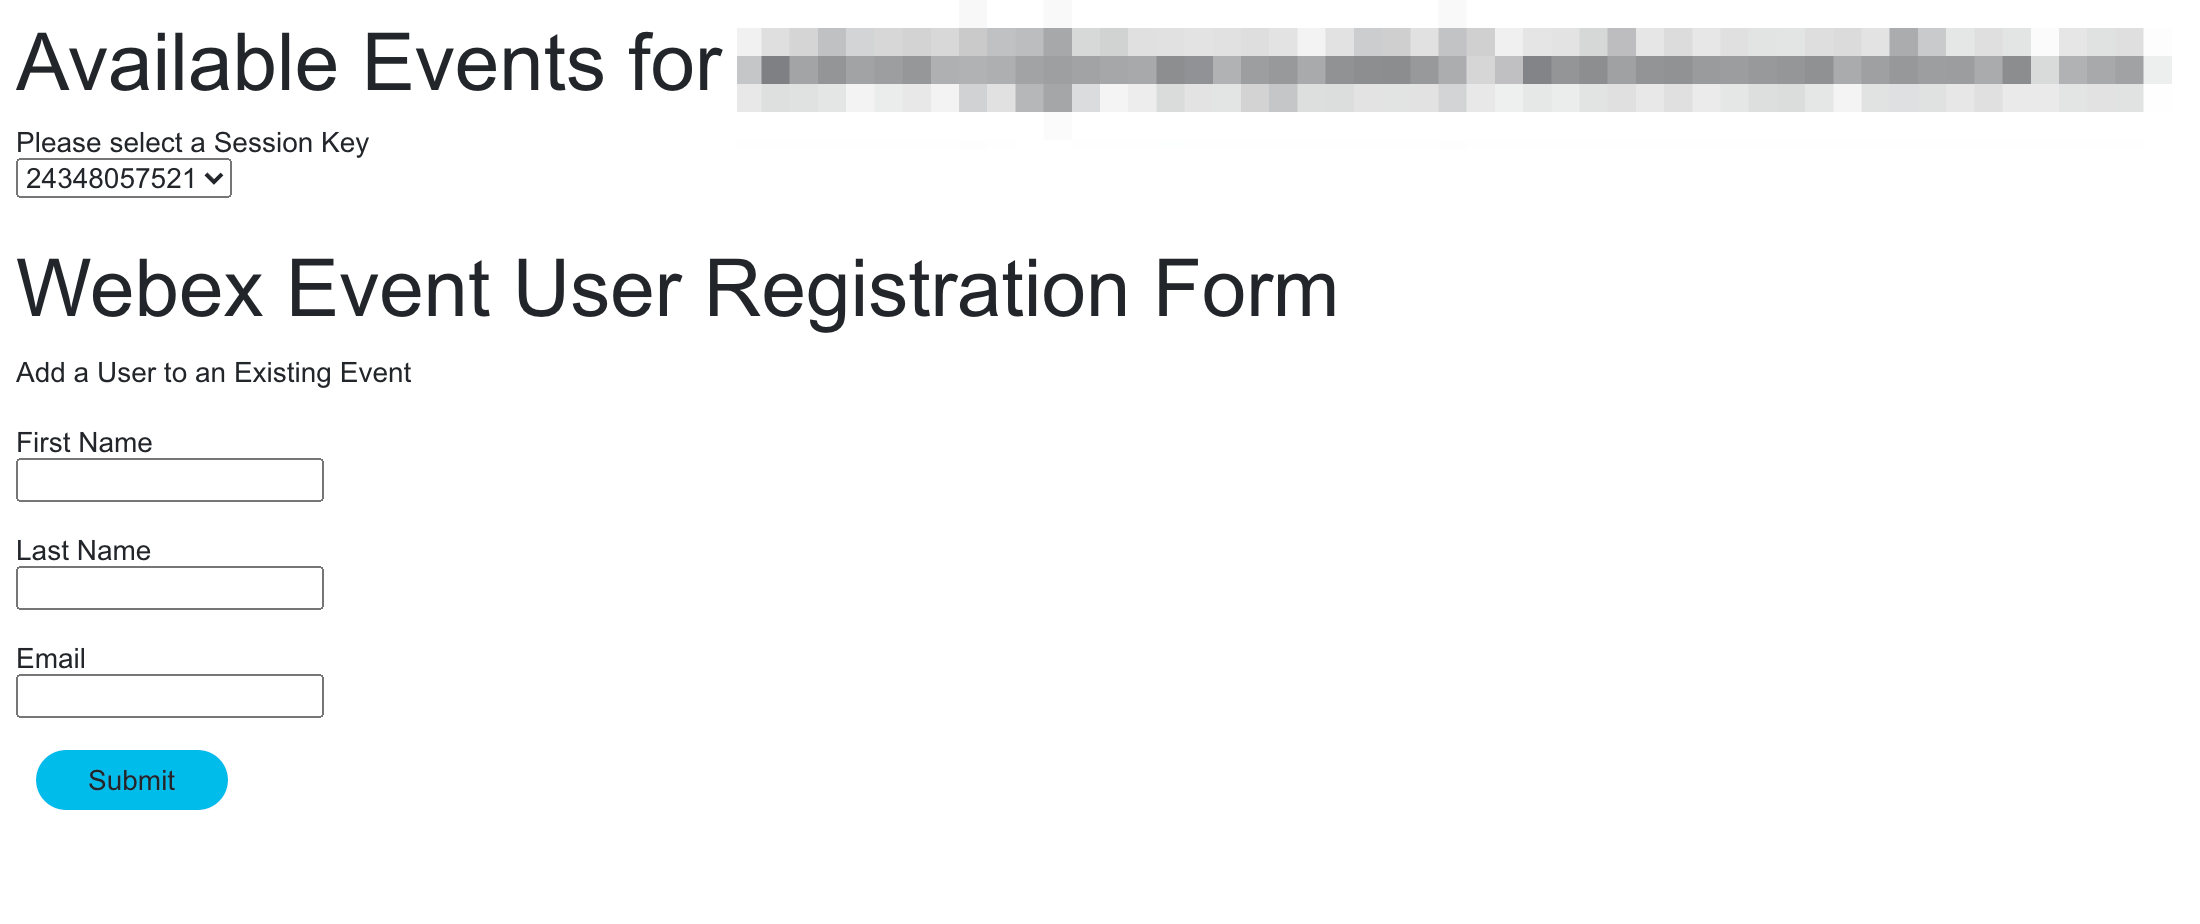 Available Events for
Please select a Session Key
24348057521
Webex Event User Registration Form
Add a User to an Existing Event
First Name
Last Name
Email
Submit